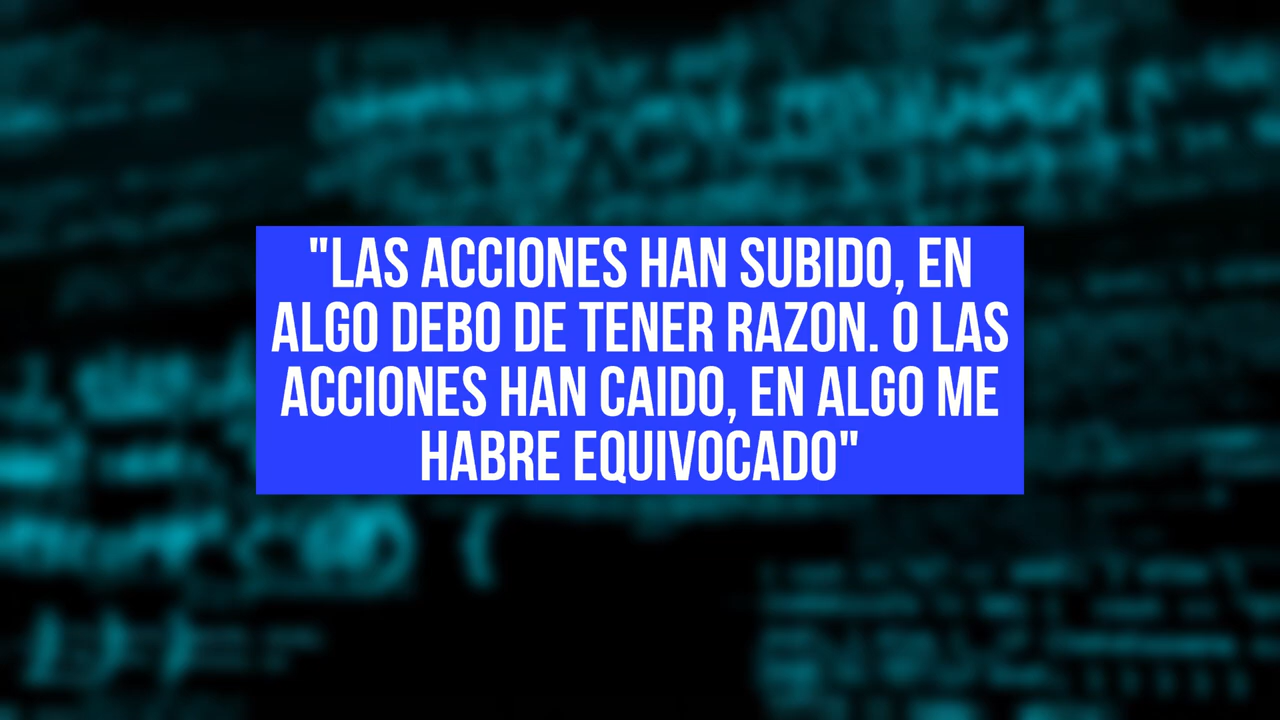 "LAS ACCIONES HAN SUBIDO, EN
ALGO DEBO DE TENER RAZON. O LAS
ACCIONES HAN CAIDO, EN ALGO ME
HABRE EQUIVOCADO"